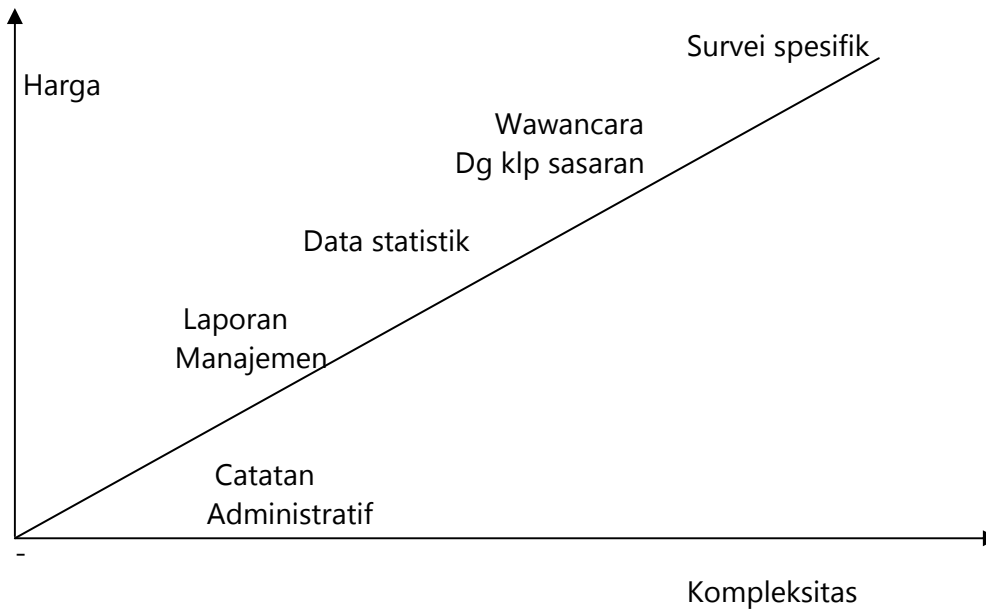 Survei spesifik
Harga
Wawancara
Dg klp sasaran
Data statistik
Laporan
Manajemen
Catatan
Administratif
-
Kompleksitas